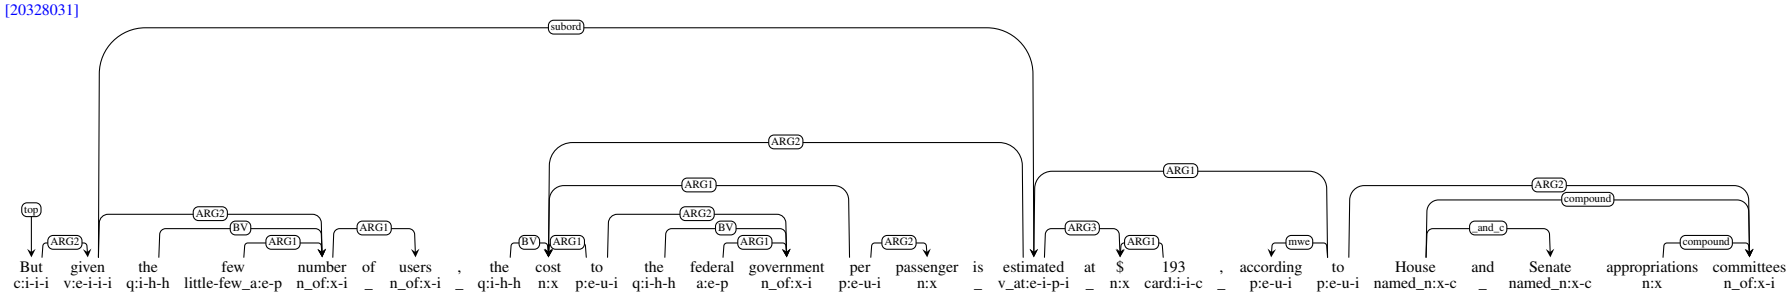 [20328031]
subord
ARG2
ARG1
ARG1 ARG2
top ARG2 ARG2 compound
BV ARG1 BV _and_c
ARG2 ARG1 BV ARG1 ARG1 ARG2 ARG3 ARG1 mwe compound
But given the few number of users , the cost to the federal government per passenger is estimated at $ 193 , according to House and Senate appropriations committees
c:i-i-i v:e-i-i-i q:i-h-h little-few_a:e-p n_of:x-i _ n_of:x-i _ q:i-h-h n:x p:e-u-i q:i-h-h a:e-p n_of:x-i p:e-u-i n:x _ v_at:e-i-p-i _ n:x card:i-i-c _ p:e-u-i p:e-u-i named_n:x-c _ named_n:x-c n:x n_of:x-i